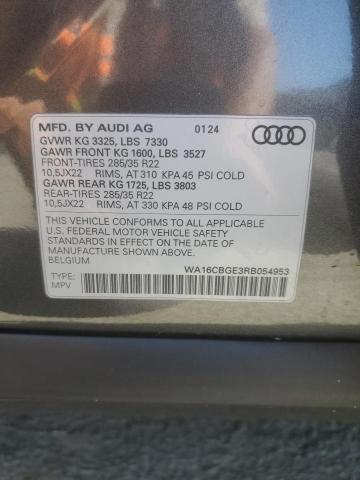 MFD. BY AUDI AG 0124
GVWR KG 3325, LBS 7330
GAWR FRONT KG 1600, LBS 3527
FRONT-TIRES 285/35 R22
10,5JX22 RIMS, AT 310 KPA 45 PSI COLD
GAWR REAR KG 1725, LBS 3803
REAR-TIRES 285/35 R22
10,5JX22 RIMS, AT 330 KPA 48 PSI COLD
THIS VEHICLE CONFORMS TO ALL APPLICABLE
U.S. FEDERAL MOTOR VEHICLE SAFETY
STANDARDS IN EFFECT ON THE DATE OF
MANUFACTURE SHOWN ABOVE.
BELGIUM
WA16CBGE3RB054953
TYPE:
MPV